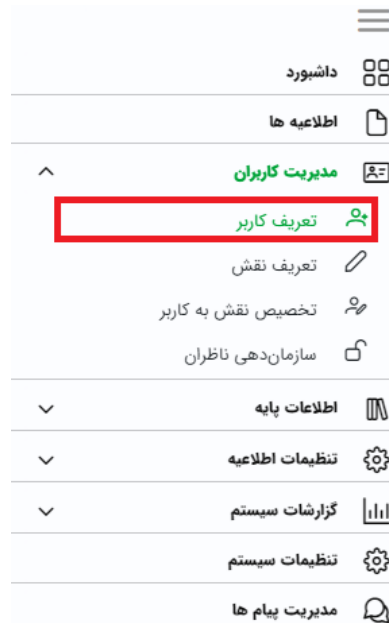 داشبورد
اطلاعیه ها
مدیریت کاربران
تعریف کاربر
تعریف نقش
تخصیص نقش به کاربر
سازمان‌دهی ناظران
اطلاعات پایه
تنظیمات اطلاعیه
گزارشات سیستم
تنظیمات سیستم
مدیریت پیام ها